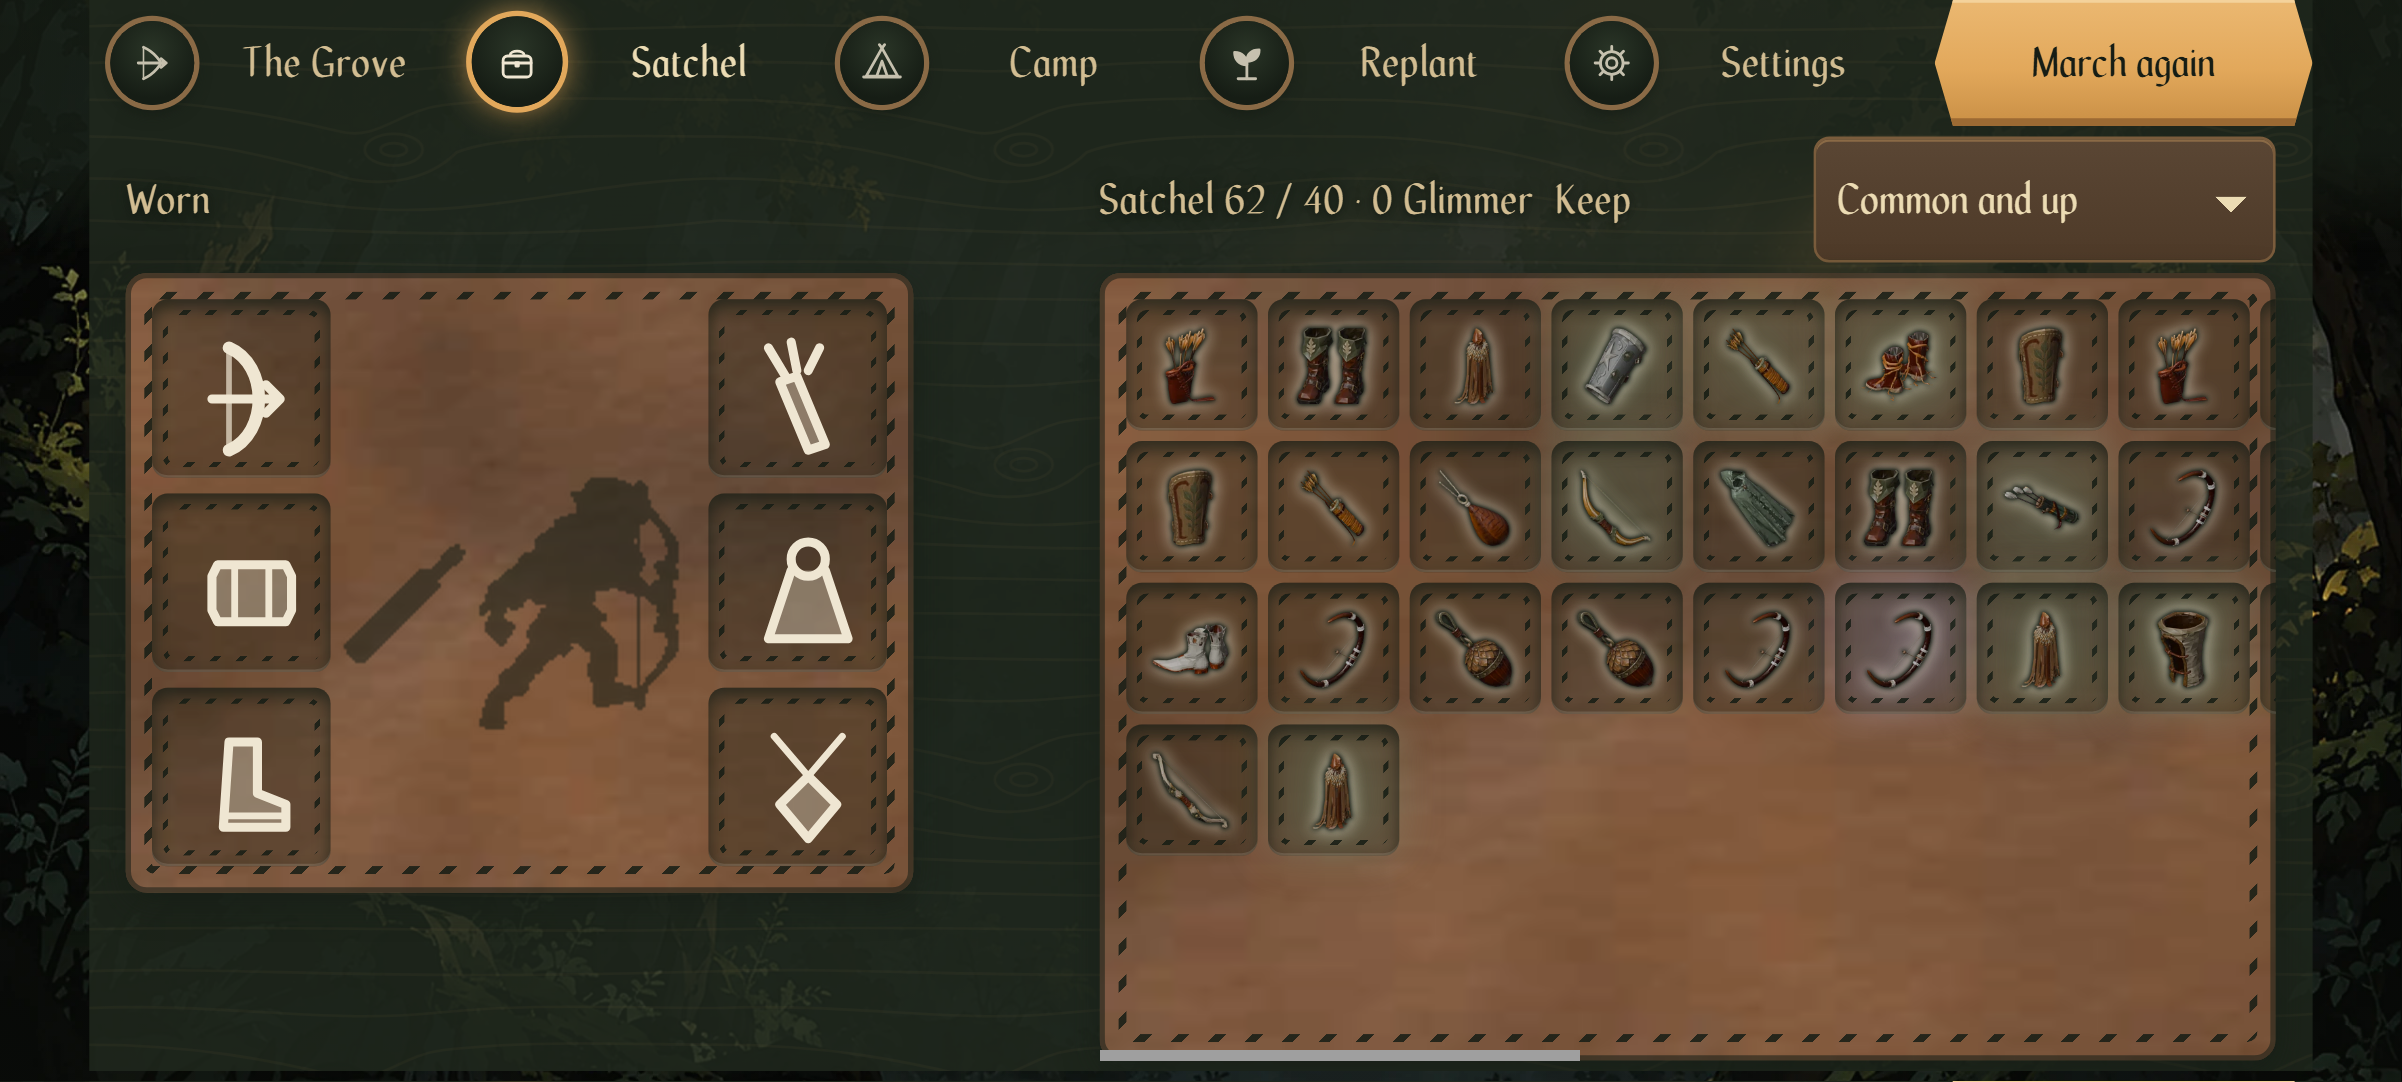 The Grove
Satchel
Camp
Replant
Settings
March again
Worn
Satchel 62 / 40 · 0 Glimmer Keep
Common and up